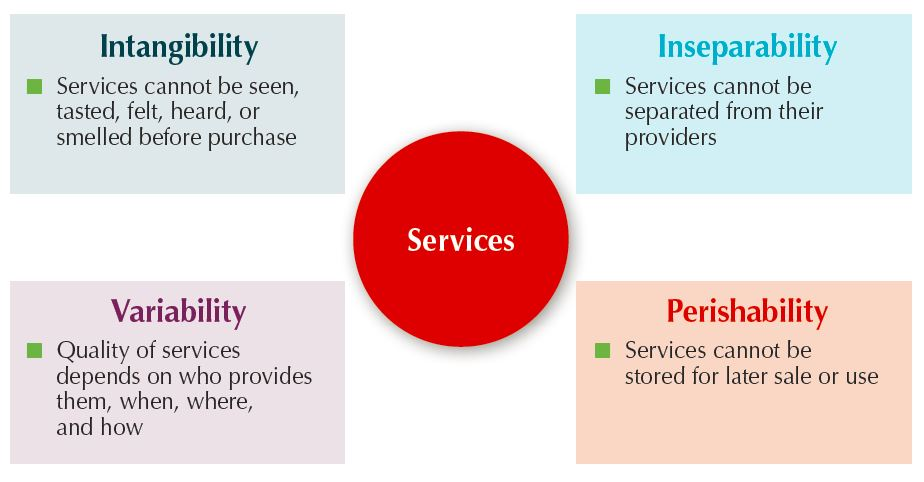 Intangibility
Services cannot be seen,
tasted, felt, heard, or
smelled before purchase
Inseparability
Services cannot be
separated from their
providers
Services
Variability
Quality of services
depends on who provides
them, when, where,
and how
Perishability
Services cannot be
stored for later sale or use